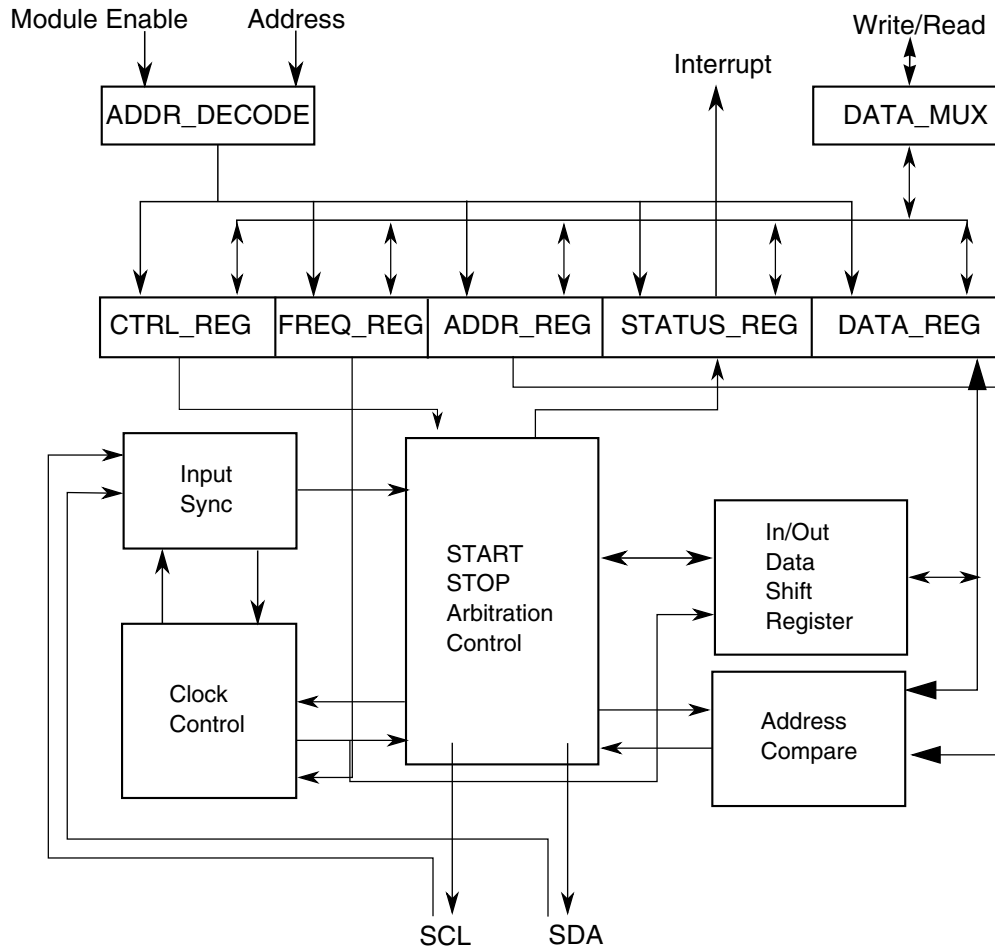 Module Enable
Address
Write/Read
Interrupt
ADDR_DECODE
DATA_MUX
CTRL_REG
FREQ_REG
ADDR_REG
STATUS_REG
DATA_REG
Input
Sync
START
STOP
Arbitration
Control
In/Out
Data
Shift
Register
Clock
Control
Address
Compare
SCL
SDA